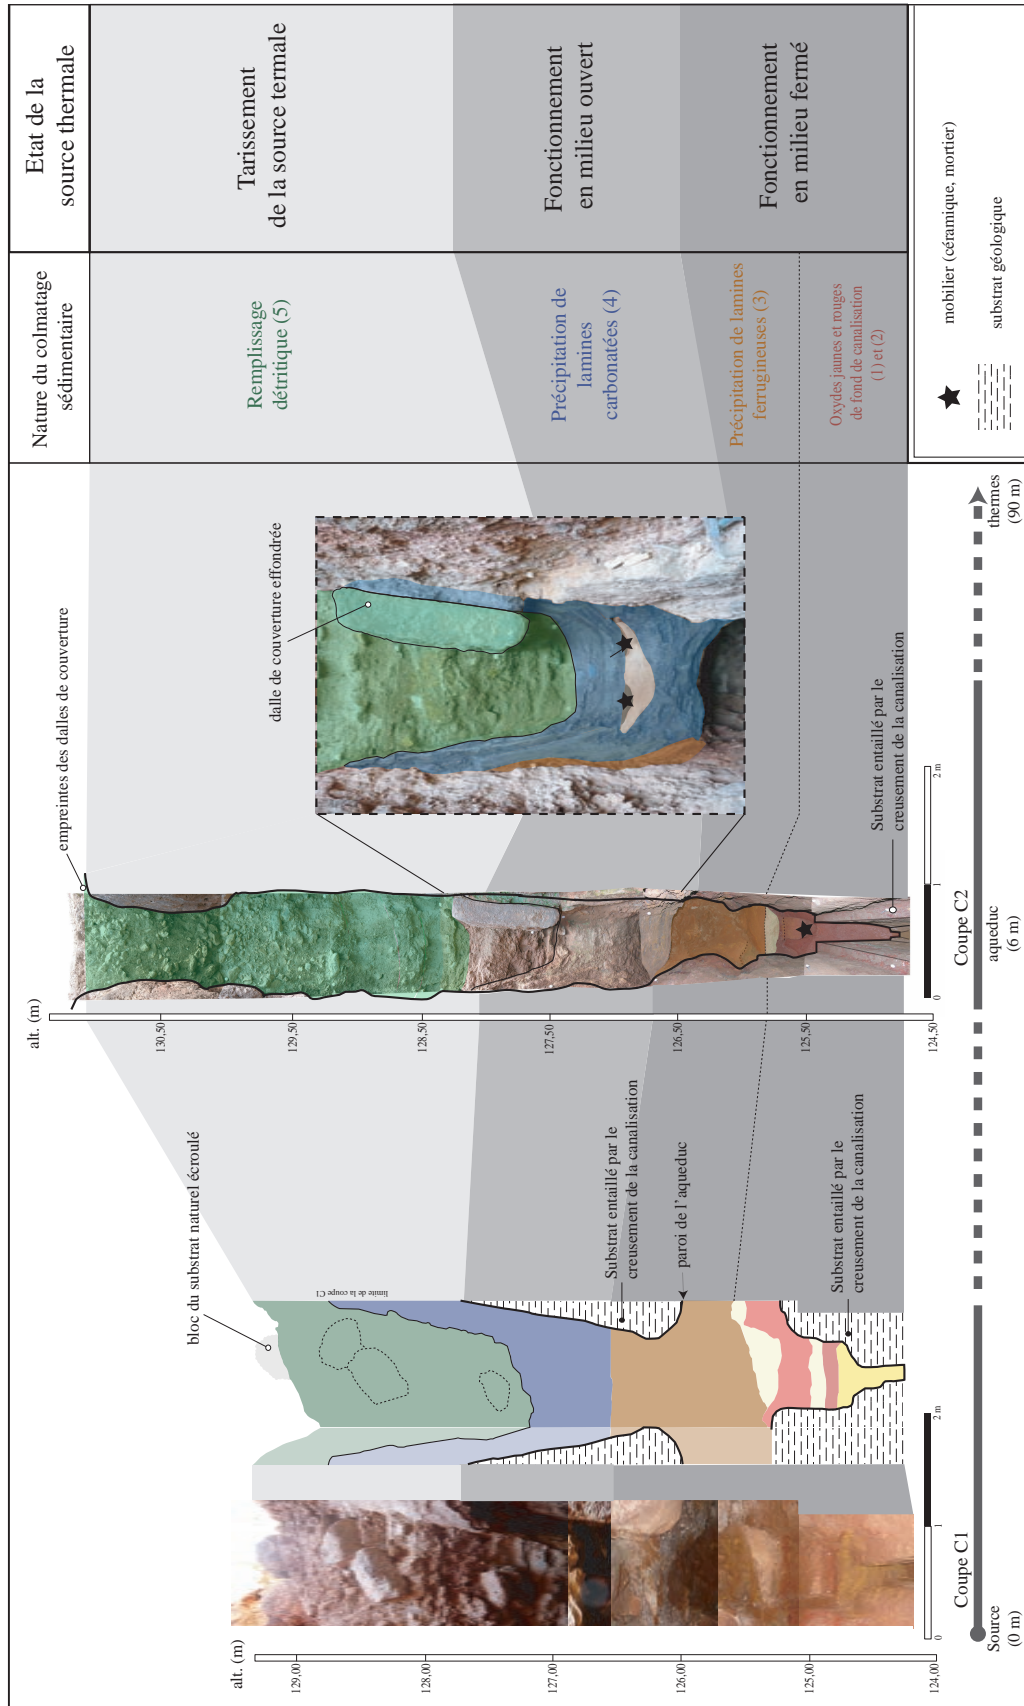 Nature du colmatage
sédimentaire
Etat de la
source thermale
Remplissage
détritique (5)
Tarissement
de la source termale
Précipitation de
lamines
carbonatées (4)
Fonctionnement
en milieu ouvert
Précipitation de lamines
ferrugineuses (3)
Oxydes jaunes et rouges
de fond de canalisation
(1) et (2)
Fonctionnement
en milieu fermé
mobilier (céramique, mortier)
substrat géologique
alt. (m)
129,00
128,00
127,00
126,00
125,00
124,00
bloc du substrat naturel écroulé
limite de la coupe C1
Substrat entaillé par le
creusement de la canalisation
paroi de l'aqueduc
Substrat entaillé par le
creusement de la canalisation
0
1
2 m
Coupe C1
alt. (m)
130,50
129,50
128,50
127,50
126,50
125,50
124,50
empreintes des dalles de couverture
dalle de couverture effondrée
Substrat entaillé par le
creusement de la canalisation
0
1
2 m
Coupe C2
Source
(0 m)
aqueduc
(6 m)
thermes
(90 m)